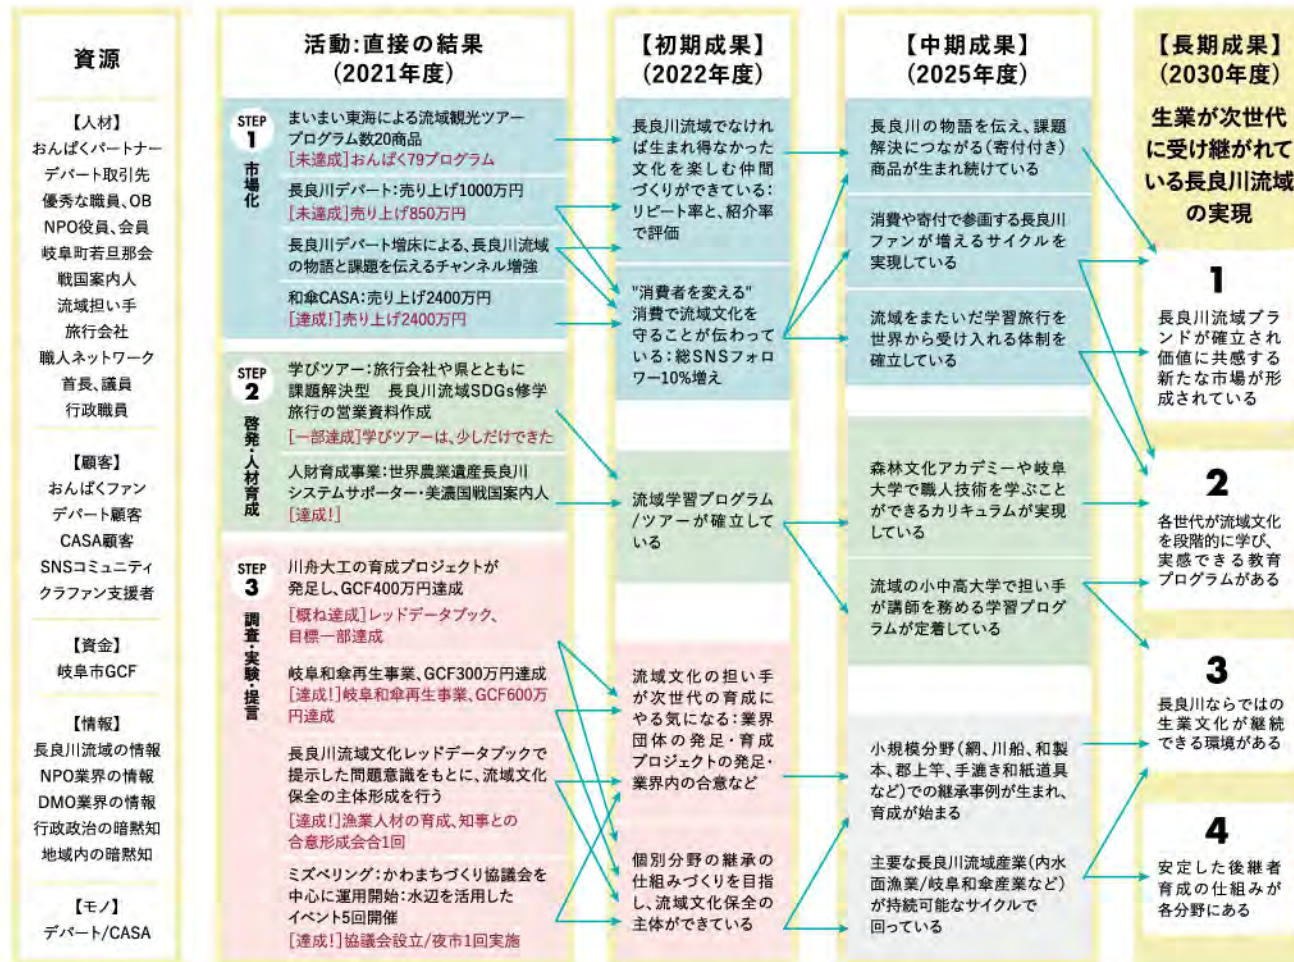 資源
【人材】
おんぱくパートナー
デパート取引先
優秀な職員、OB
NPO役員、会員
岐阜町若旦那会
戦国案内人
流域担い手
旅行会社
職人ネットワーク
首長、議員
行政職員
【顧客】
おんぱくファン
デパート顧客
CASA顧客
SNSコミュニティ
クラファン支援者
【資金】
岐阜市GCF
【情報】
長良川流域の情報
NPO業界の情報
DMO業界の情報
行政政治の暗黙知
地域内の暗黙知
【モノ】
デパート/CASA
活動:直接の結果
(2021年度)
STEP
1
市場化
まいまい東海による流域観光ツアー
プログラム数20商品
[未達成]おんぱく79プログラム
長良川デパート:売り上げ1000万円
[未達成]売り上げ850万円
長良川デパート増床による、長良川流域
の物語と課題を伝えるチャンネル増強
和傘CASA:売り上げ2400万円
[達成!]売り上げ2400万円
STEP
2
啓発・人材育成
学びツアー:旅行会社や県とともに
課題解決型 長良川流域SDGs修学
旅行の営業資料作成
[一部達成]学びツアーは、少しだけできた
人財育成事業:世界農業遺産長良川
システムサポーター・美濃国戦国案内人
[達成!]
STEP
3
調査・実験・提言
川舟大工の育成プロジェクトが
発足し、GCF400万円達成
[概ね達成]レッドデータブック、
目標一部達成
岐阜和傘再生事業、GCF300万円達成
[達成!]岐阜和傘再生事業、GCF600万
円達成
長良川流域文化レッドデータブックで
提示した問題意識をもとに、流域文化
保全の主体形成を行う
[達成!]漁業人材の育成、知事との
合意形成会合1回
ミズベリング:かわまちづくり協議会を
中心に運用開始:水辺を活用した
イベント5回開催
[達成!]協議会設立/夜市1回実施
【初期成果】
(2022年度)
長良川流域でなけれ
ば生まれ得なかった
文化を楽しむ仲間
づくりができている:
リピート率と、紹介率
で評価
"消費者を変える"
消費で流域文化を
守ることが伝わって
いる:総SNSフォロ
ワー10%増え
流域学習プログラム
/ツアーが確立して
いる
流域文化の担い手
が次世代の育成に
やる気になる:業界
団体の発足・育成
プロジェクトの発足・
業界内の合意など
個別分野の継承の
仕組みづくりを目指
し、流域文化保全の
主体ができている
【中期成果】
(2025年度)
長良川の物語を伝え、課題
解決につながる(寄付付き)
商品が生まれ続けている
消費や寄付で参画する長良川
ファンが増えるサイクルを
実現している
流域をまたいだ学習旅行を
世界から受け入れる体制を
確立している
森林文化アカデミーや岐阜
大学で職人技術を学ぶこと
ができるカリキュラムが実現
している
流域の小中高大学で担い手
が講師を務める学習プログ
ラムが定着している
小規模分野(網、川船、和製
本、郡上竿、手漉き和紙道具
など)での継承事例が生まれ、
育成が始まる
主要な長良川流域産業(内水
面漁業/岐阜和傘産業など)
が持続可能なサイクルで
回っている
【長期成果】
(2030年度)
生業が次世代
に受け継がれて
いる長良川流域
の実現
1
長良川流域ブラ
ンドが確立され
価値に共感する
新たな市場が形
成されている
2
各世代が流域文化
を段階的に学び、
実感できる教育
プログラムがある
3
長良川ならではの
生業文化が継続
できる環境がある
4
安定した後継者
育成の仕組みが
各分野にある